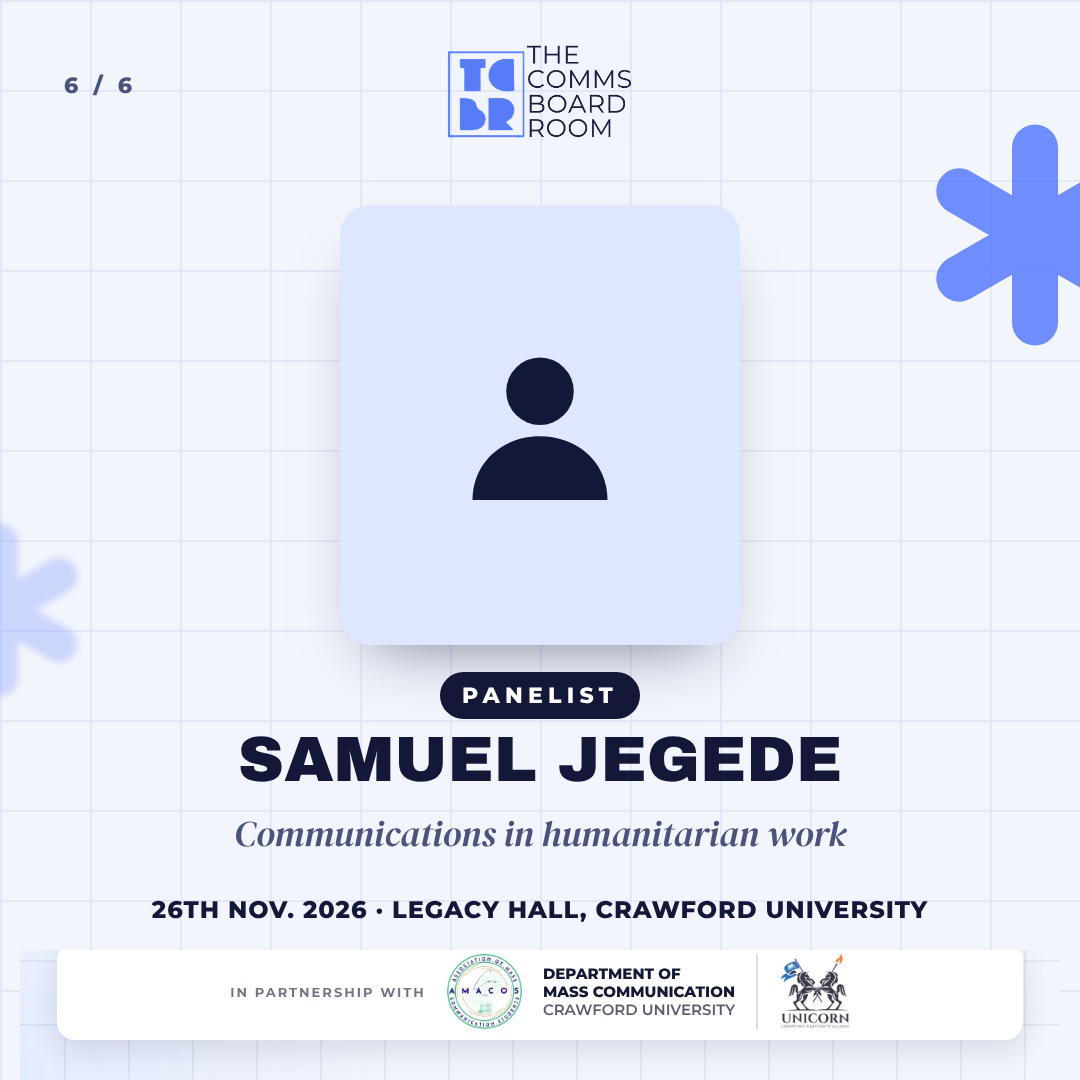 6 / 6
THE
COMMS
BOARD
ROOM
TC
BR
PANELIST
SAMUEL JEGEDE
Communications in humanitarian work
26TH NOV. 2026 · LEGACY HALL, CRAWFORD UNIVERSITY
IN PARTNERSHIP WITH
AMACOS
DEPARTMENT OF
MASS COMMUNICATION
CRAWFORD UNIVERSITY
UNICORN